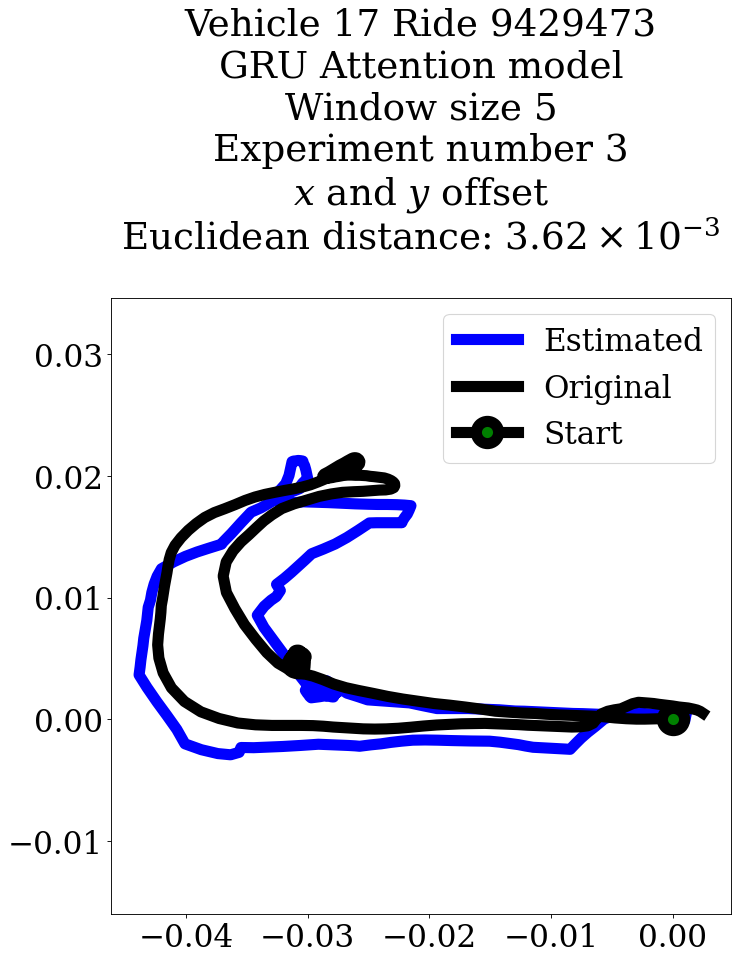 Vehicle 17 Ride 9429473
GRU Attention model
Window size 5
Experiment number 3
x and y offset
Euclidean distance: 3.62 × 10⁻³
Estimated
Original
Start
0.03
0.02
0.01
0.00
−0.01
−0.04 −0.03 −0.02 −0.01 0.00